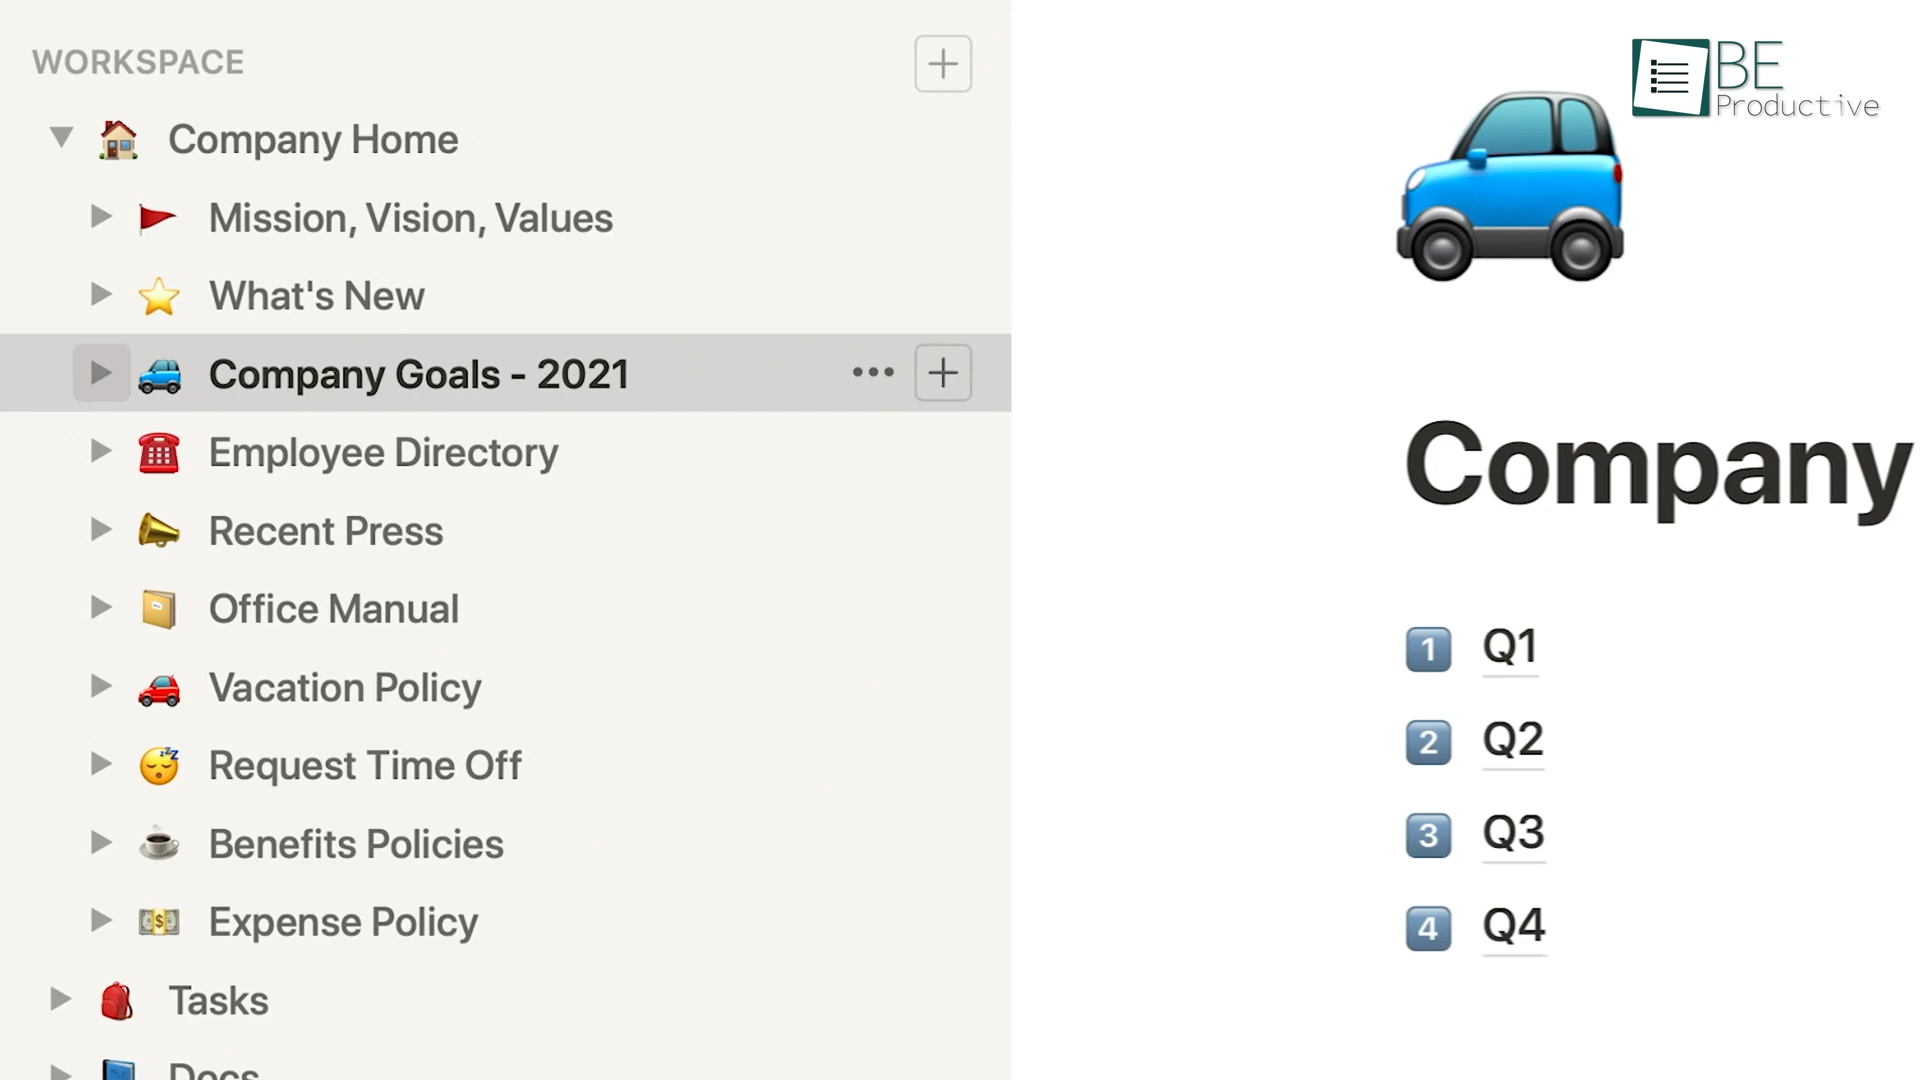 WORKSPACE
Company Home
Mission, Vision, Values
What's New
Company Goals - 2021
Employee Directory
Recent Press
Office Manual
Vacation Policy
Request Time Off
Benefits Policies
Expense Policy
Tasks
Docs
BE
Productive
Company
1 Q1
2 Q2
3 Q3
4 Q4